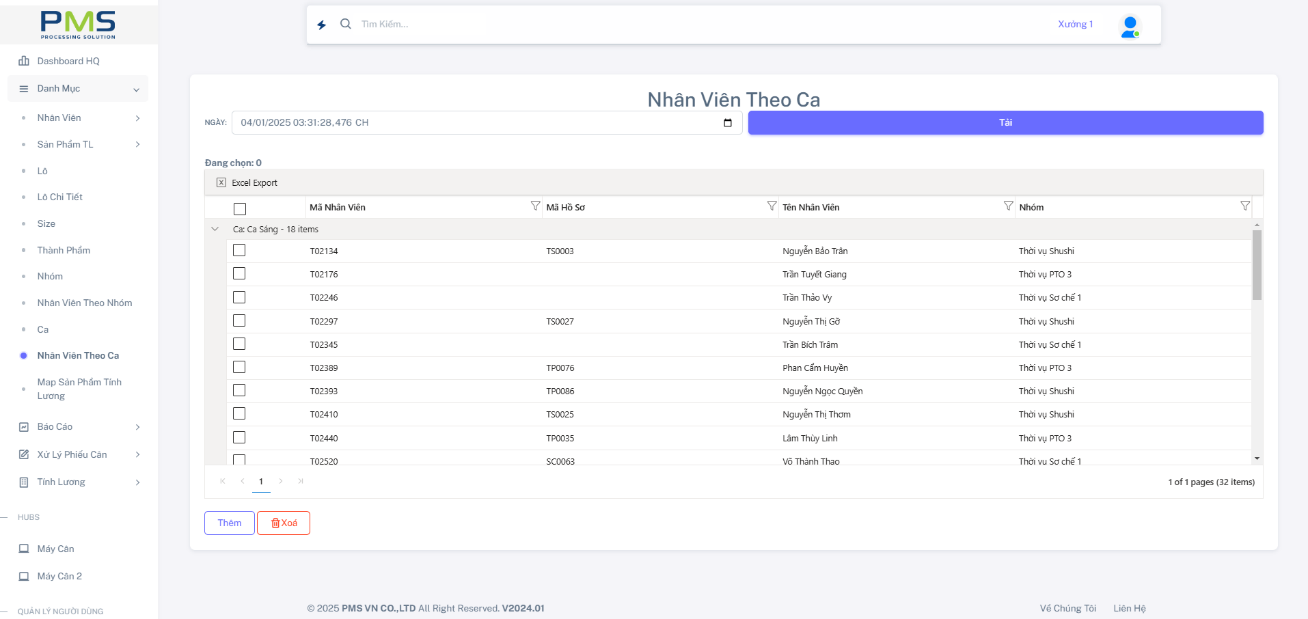 PMS
PROCESSING SOLUTION
Dashboard HQ
Danh Mục
Nhân Viên
Sản Phẩm TL
Lô
Lô Chi Tiết
Size
Thành Phẩm
Nhóm
Nhân Viên Theo Nhóm
Ca
Nhân Viên Theo Ca
Map Sản Phẩm Tính
Lương
Báo Cáo
Xử Lý Phiếu Cân
Tính Lương
HUBS
Máy Cân
Máy Cân 2
QUẢN LÝ NGƯỜI DÙNG
Tìm Kiếm...
Xưởng 1
Nhân Viên Theo Ca
NGÀY: 04/01/2025 03:31:28,476 CH
Tải
Đang chọn: 0
Excel Export
Mã Nhân Viên Mã Hồ Sơ Tên Nhân Viên Nhóm
Ca: Ca Sáng - 18 items
T02134 TS0003 Nguyễn Bảo Trân Thời vụ Shushi
T02176 Trần Tuyết Giang Thời vụ PTO 3
T02246 Trần Thảo Vy Thời vụ Sơ chế 1
T02297 TS0027 Nguyễn Thị Gỡ Thời vụ Shushi
T02345 Trần Bích Trâm Thời vụ Sơ chế 1
T02389 TP0076 Phan Cẩm Huyền Thời vụ PTO 3
T02393 TP0086 Nguyễn Ngọc Quyền Thời vụ Shushi
T02410 TS0025 Nguyễn Thị Thơm Thời vụ Shushi
T02440 TP0035 Lâm Thùy Linh Thời vụ PTO 3
T02520 SC0063 Võ Thành Thao Thời vụ Sơ chế 1
1
1 of 1 pages (32 items)
Thêm
Xoá
© 2025 PMS VN CO.,LTD All Right Reserved. V2024.01
Về Chúng Tôi Liên Hệ